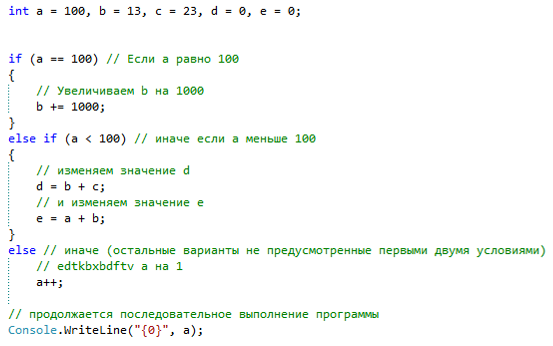 int a = 100, b = 13, c = 23, d = 0, e = 0;
if (a == 100) // Если а равно 100
{
// Увеличиваем b на 1000
b += 1000;
}
else if (a < 100) // иначе если а меньше 100
{
// изменяем значение d
d = b + c;
// и изменяем значение e
e = a + b;
}
else // иначе (остальные варианты не предусмотренные первыми двумя условиями)
// edtkbxbdftv а на 1
a++;
// продолжается последовательное выполнение программы
Console.WriteLine("{0}", a);